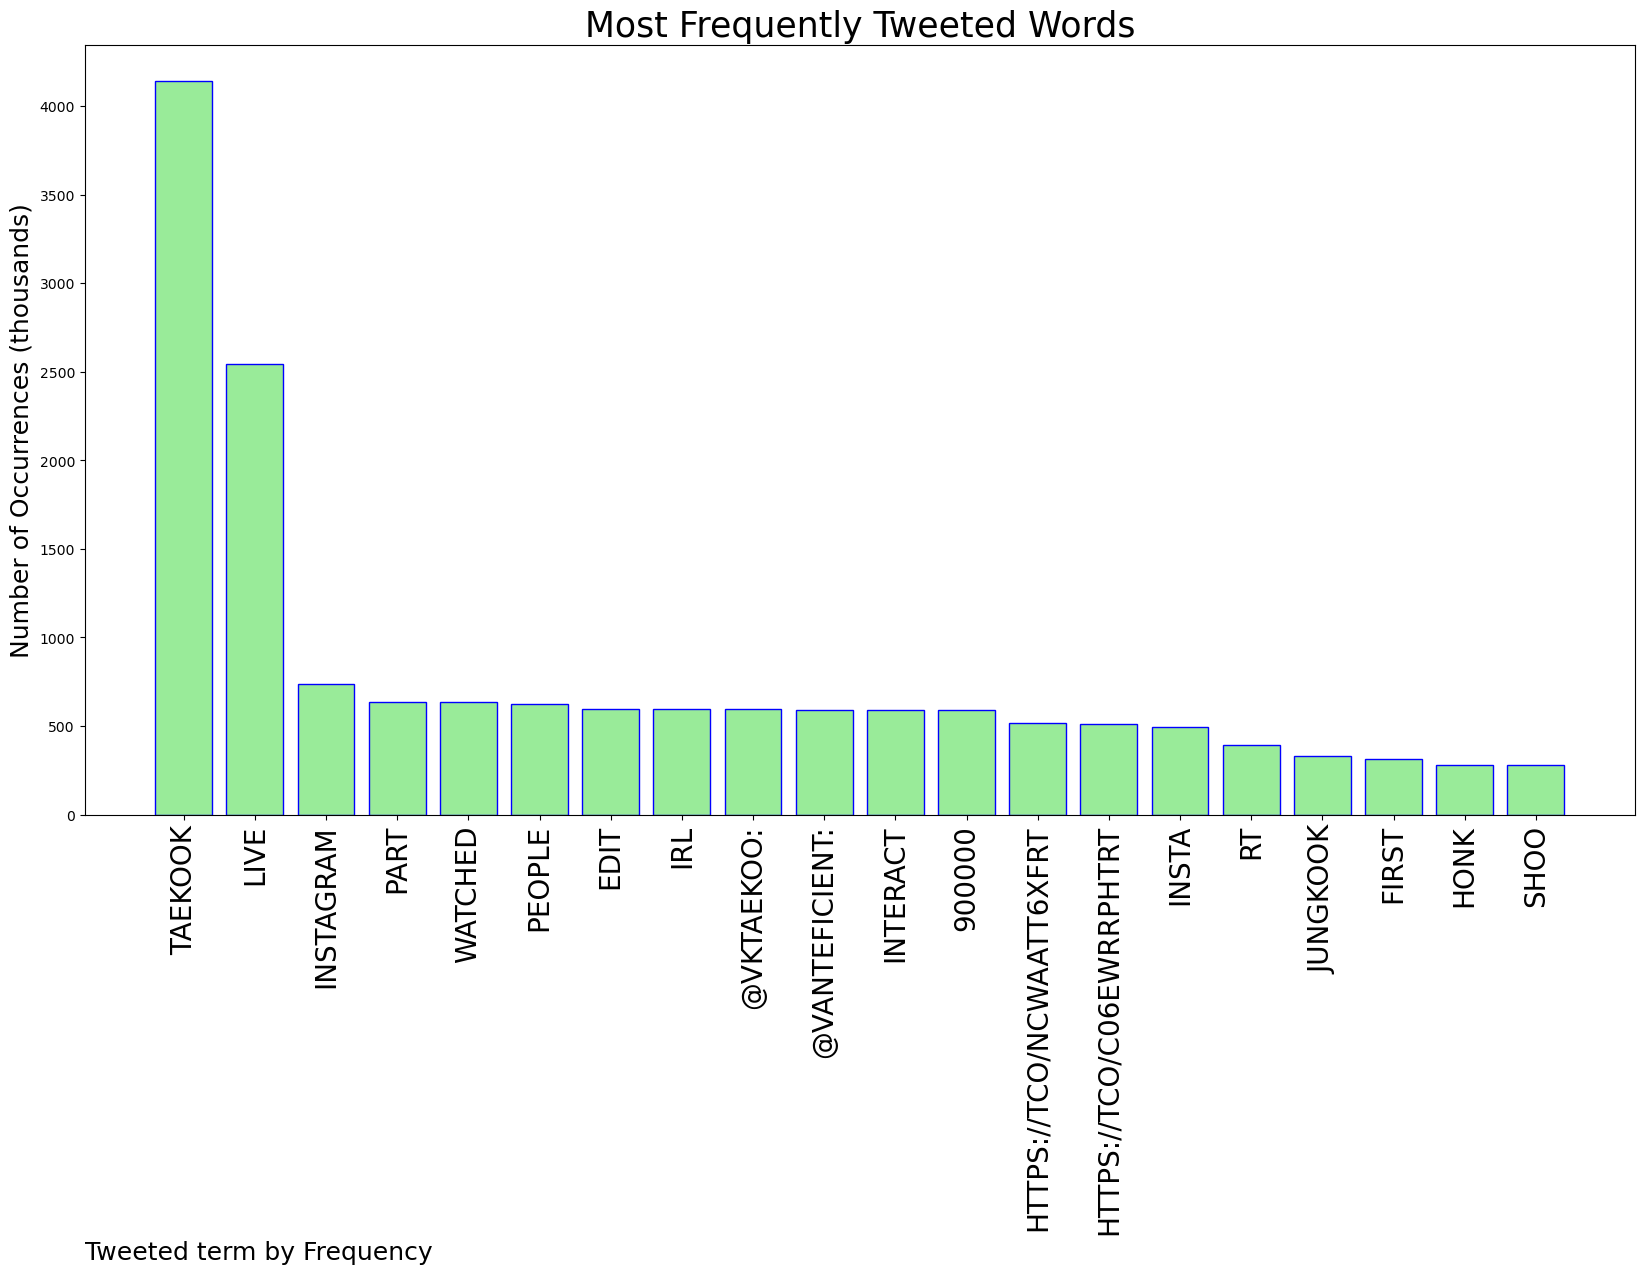 Most Frequently Tweeted Words
Number of Occurrences (thousands)
4000
3500
3000
2500
2000
1500
1000
500
0
TAEKOOK
LIVE
INSTAGRAM
PART
WATCHED
PEOPLE
EDIT
IRL
@VKTAEKOO:
@VANTEFICIENT:
INTERACT
900000
HTTPS://TCO/NCWAATT6XFRT
HTTPS://TCO/C06EWRRPHTRT
INSTA
RT
JUNGKOOK
FIRST
HONK
SHOO
Tweeted term by Frequency